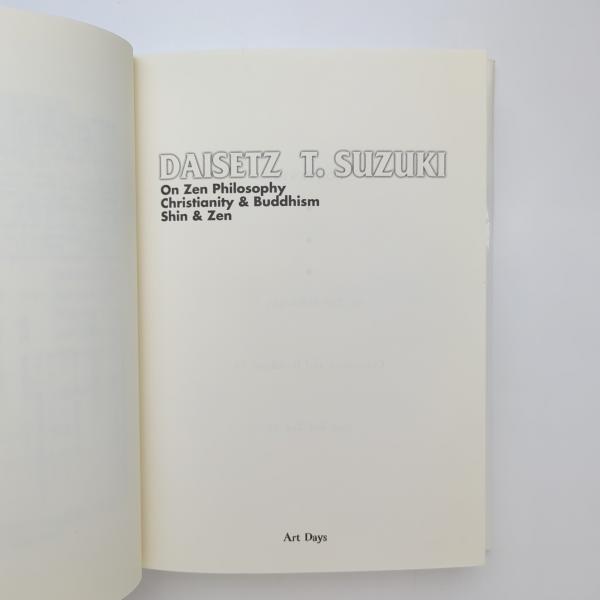 DAISETZ T. SUZUKI
On Zen Philosophy
Christianity & Buddhism
Shin & Zen
Art Days